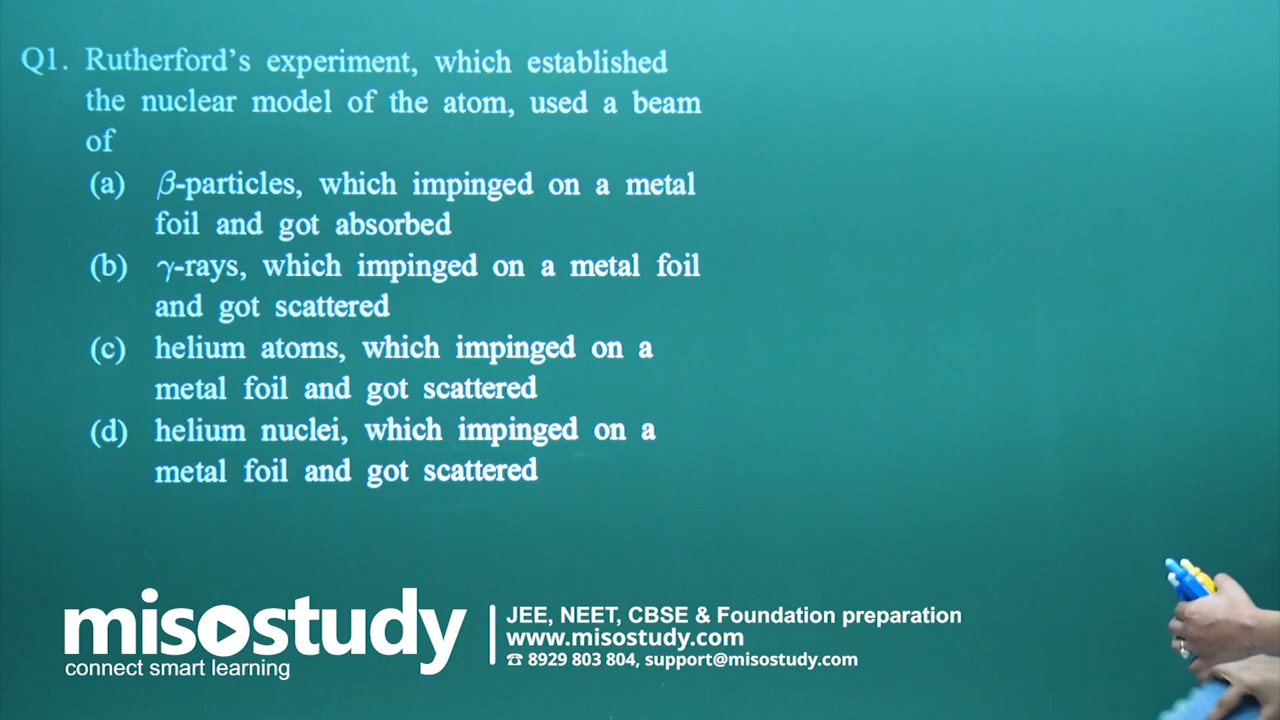 Q1. Rutherford's experiment, which established
the nuclear model of the atom, used a beam
of
(a) β-particles, which impinged on a metal
foil and got absorbed
(b) γ-rays, which impinged on a metal foil
and got scattered
(c) helium atoms, which impinged on a
metal foil and got scattered
(d) helium nuclei, which impinged on a
metal foil and got scattered
misostudy
connect smart learning
JEE, NEET, CBSE & Foundation preparation
www.misostudy.com
☎ 8929 803 804, support@misostudy.com